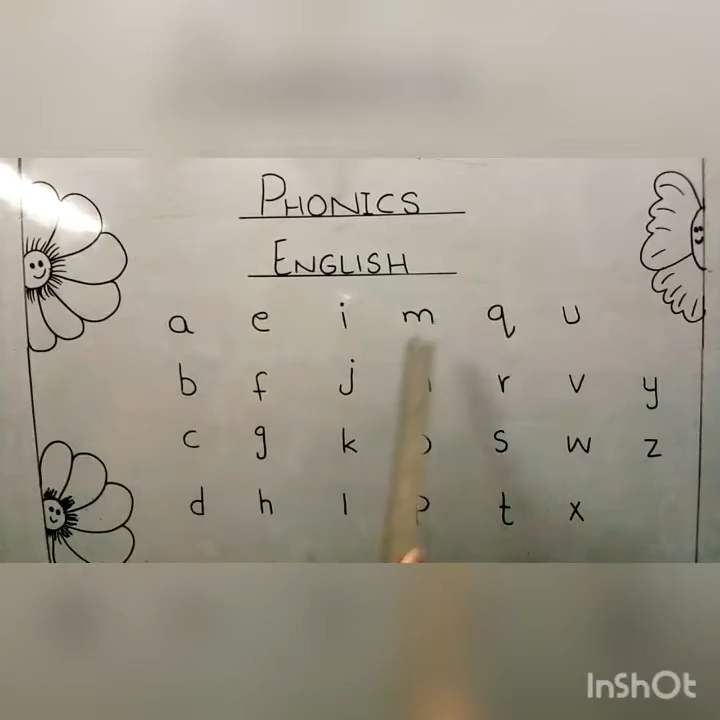 PHONICS
ENGLISH
a e i m q u
b f j r v y
c g k s w z
d h l p t x
InShOt